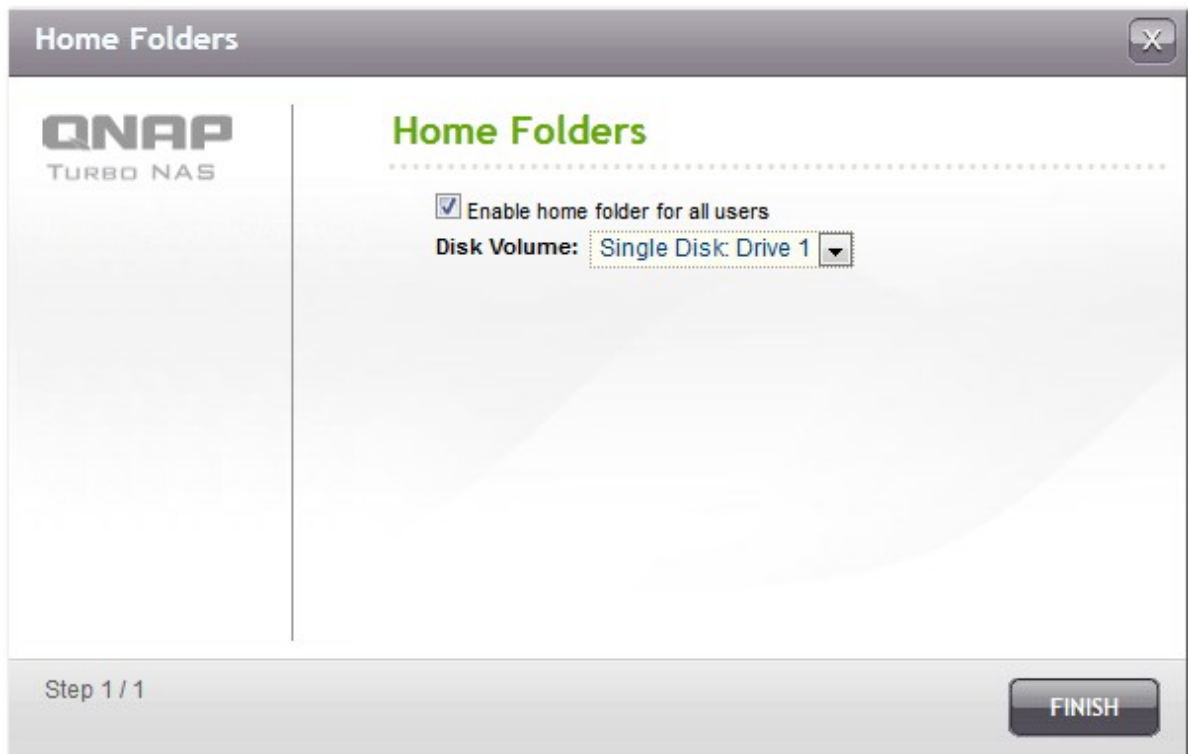 Home Folders
X
QNAP
TURBO NAS
Home Folders
Enable home folder for all users
Disk Volume: Single Disk: Drive 1
Step 1 / 1
FINISH